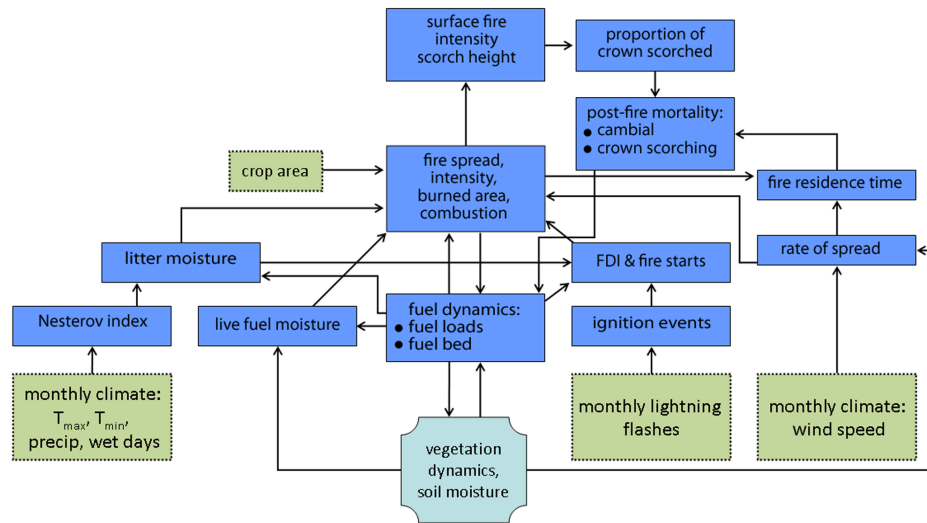 surface fire
intensity
scorch height
proportion of
crown scorched
post-fire mortality:
● cambial
● crown scorching
crop area
fire spread,
intensity,
burned area,
combustion
fire residence time
litter moisture
FDI & fire starts
rate of spread
Nesterov index
live fuel moisture
fuel dynamics:
● fuel loads
● fuel bed
ignition events
monthly climate:
Tmax, Tmin,
precip, wet days
monthly lightning
flashes
monthly climate:
wind speed
vegetation
dynamics,
soil moisture